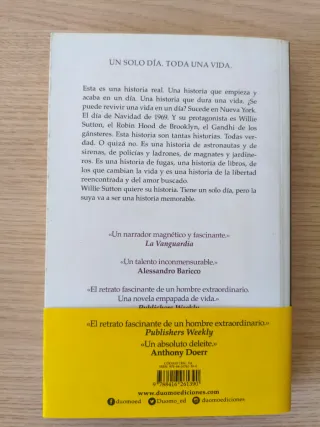 UN SOLO DÍA. TODA UNA VIDA.
Esta es una historia real. Una historia que empieza y
acaba en un día. Una historia que dura una vida. ¿Se
puede revivir una vida en un día? Sucede en Nueva York.
El día de Navidad de 1969. Y su protagonista es Willie
Sutton, el Robin Hood de Brooklyn, el Gandhi de los
gánsteres. Esta historia son tantas historias. Todas ver-
dad. O quizá no. Es una historia de astronautas y de
sirenas, de policías y ladrones, de magnates y jardine-
ros. Es una historia de fugas, una historia de libros, de
los que cambian la vida y es una historia de la libertad
reencontrada y del amor buscado.
Willie Sutton quiere su historia. Tiene un solo día, pero la
suya va a ser una historia memorable.
«Un narrador magnético y fascinante.»
La Vanguardia
«Un talento inconmensurable.»
Alessandro Baricco
«El retrato fascinante de un hombre extraordinario.
Una novela empapada de vida.»
Publishers Weekly
«El retrato fascinante de un hombre extraordinario.»
Publishers Weekly
«Un absoluto deleite.»
Anthony Doerr
www.duomoediciones.com
duomoediciones
Duomo_ed
duomoediciones